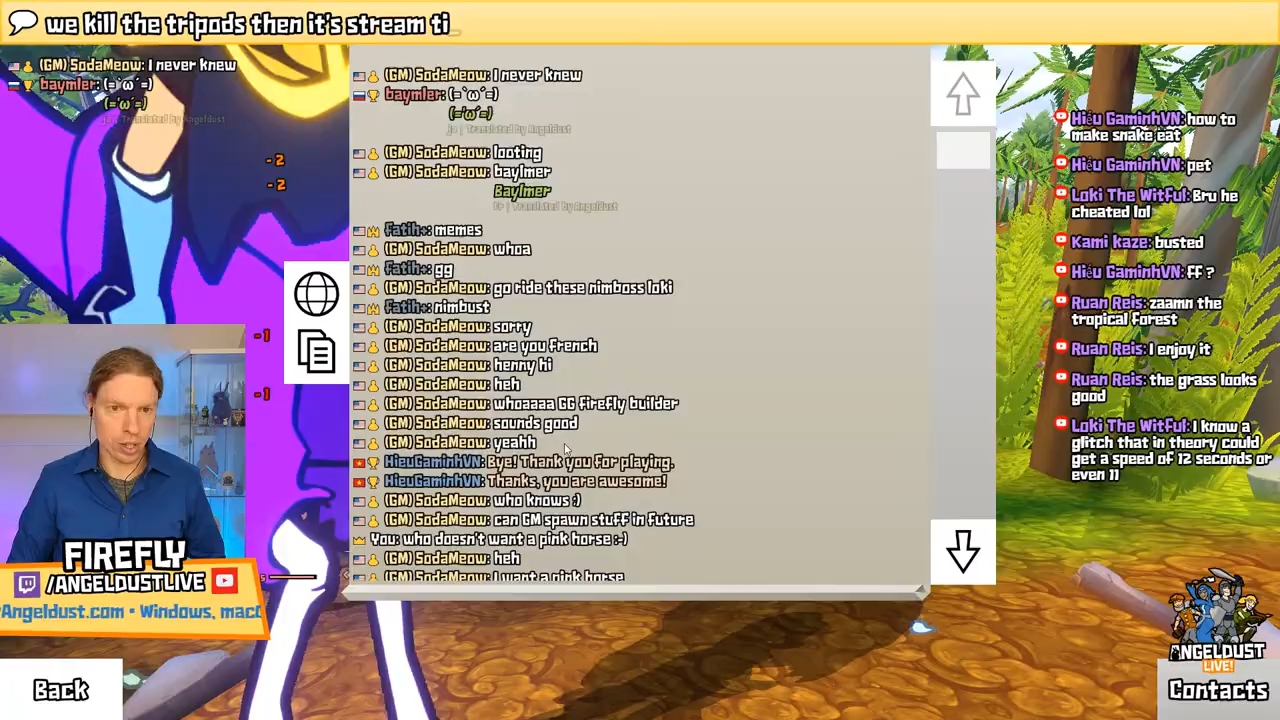 we kill the tripods then it's stream ti_
(GM) SodaMeow: I never knew
baymler: (=`ω´=)
(='ω'=)
- 2
- 2
- 1
- 1
(GM) SodaMeow: I never knew
baymler: (=`ω´=)
(='ω'=)
ja | Translated by Angeldust
(GM) SodaMeow: looting
(GM) SodaMeow: baylmer
Baylmer
Translated by Angeldust
fatih+: memes
(GM) SodaMeow: whoa
fatih+: gg
(GM) SodaMeow: go ride these nimboss loki
fatih+: nimbust
(GM) SodaMeow: sorry
(GM) SodaMeow: are you french
(GM) SodaMeow: henny hi
(GM) SodaMeow: heh
(GM) SodaMeow: whoaaaa GG firefly builder
(GM) SodaMeow: sounds good
(GM) SodaMeow: yeahh
HieuGaminhVN: Bye! Thank you for playing.
HieuGaminhVN: Thanks, you are awesome!
(GM) SodaMeow: who knows :)
(GM) SodaMeow: can GM spawn stuff in future
You: who doesn't want a pink horse :-)
(GM) SodaMeow: heh
(GM) SodaMeow: I want a pink horse
Hiếu GaminhVN: how to
make snake eat
Hiếu GaminhVN: pet
Loki The Witful: Bru he
cheated lol
Kami kaze: busted
Hiếu GaminhVN: ff ?
Ruan Reis: zaamn the
tropical forest
Ruan Reis: I enjoy it
Ruan Reis: the grass looks
good
Loki The Witful: I know a
glitch that in theory could
get a speed of 12 seconds or
even 11
FIREFLY
/ANGELDUSTLIVE
Angeldust.com • Windows, macO
Back
ANGELDUST
LIVE!
Contacts